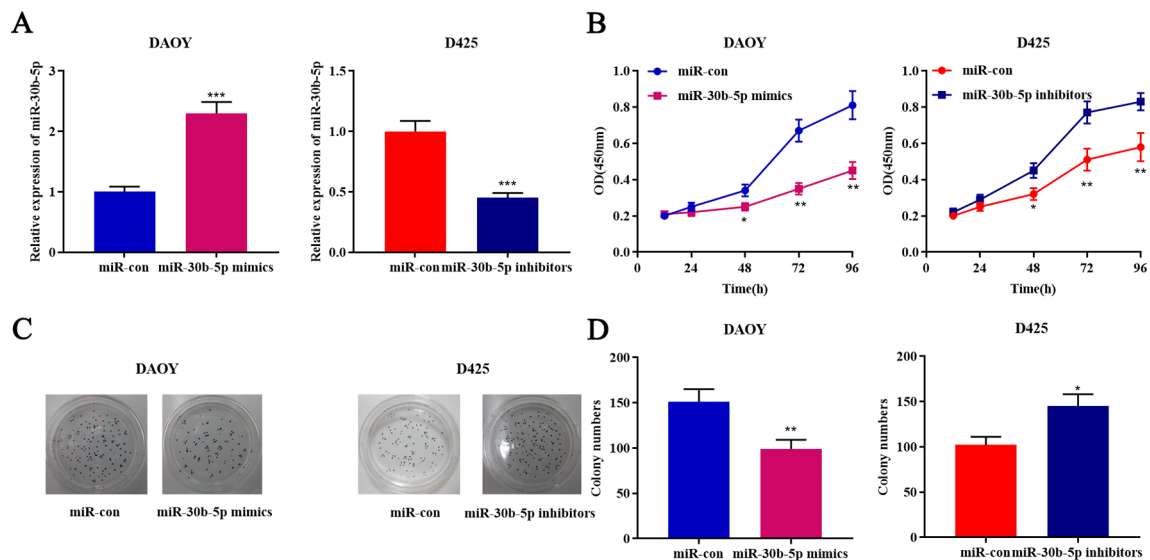 A
DAOY
Relative expression of miR-30b-5p
3
2
1
0
***
miR-con
miR-30b-5p mimics
D425
Relative expression of miR-30b-5p
1.5
1.0
0.5
0.0
***
miR-con
miR-30b-5p inhibitors
B
DAOY
miR-con
miR-30b-5p mimics
OD(450nm)
1.0
0.8
0.6
0.4
0.2
0.0
*
**
**
0
24
48
72
96
Time(h)
D425
miR-con
miR-30b-5p inhibitors
OD(450nm)
1.0
0.8
0.6
0.4
0.2
0.0
*
**
**
0
24
48
72
96
Time(h)
C
DAOY
miR-con
miR-30b-5p mimics
D425
miR-con
miR-30b-5p inhibitors
D
DAOY
Colony numbers
200
150
100
50
0
**
miR-con
miR-30b-5p mimics
D425
Colony numbers
200
150
100
50
0
*
miR-con
miR-30b-5p inhibitors